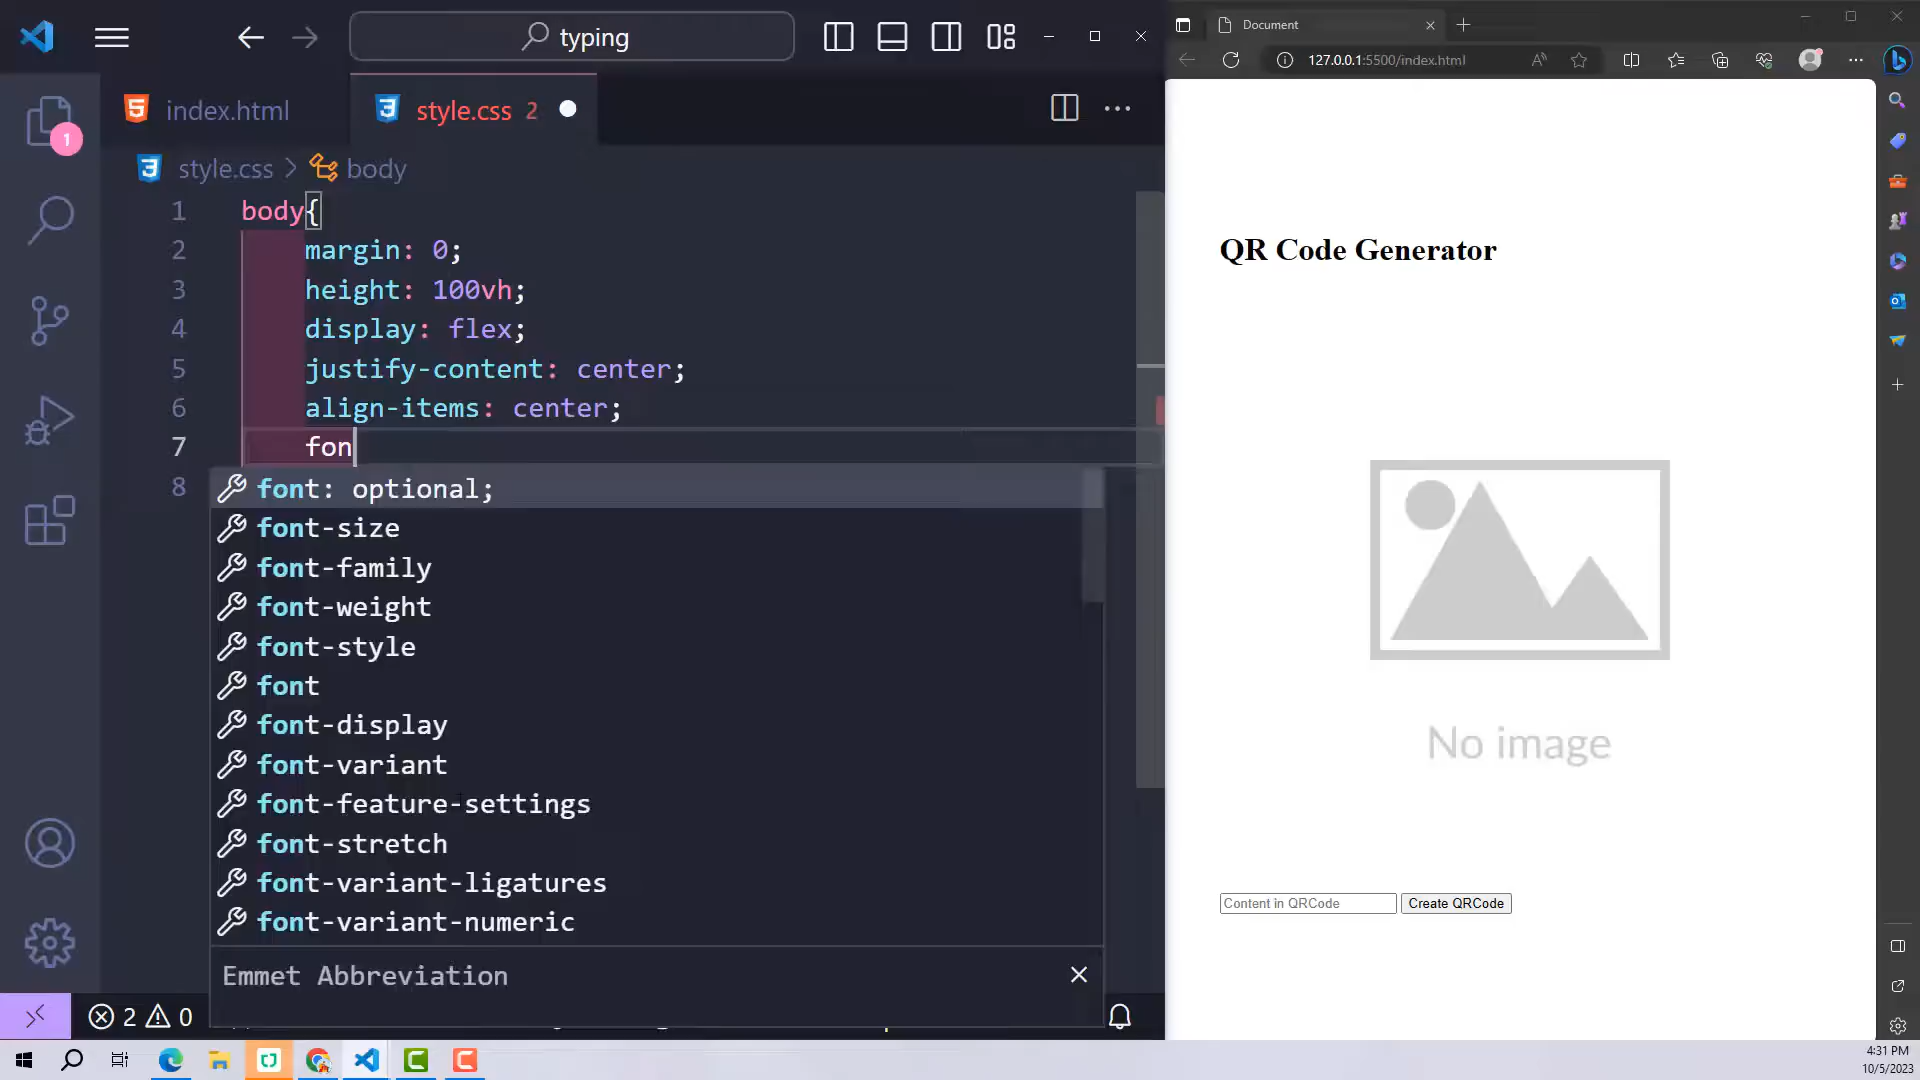 typing
index.html
style.css 2
style.css > body
1 body{
2 margin: 0;
3 height: 100vh;
4 display: flex;
5 justify-content: center;
6 align-items: center;
7 fon
8
font: optional;
font-size
font-family
font-weight
font-style
font
font-display
font-variant
font-feature-settings
font-stretch
font-variant-ligatures
font-variant-numeric
Emmet Abbreviation
1
2 0
Document
127.0.0.1:5500/index.html
QR Code Generator
No image
Content in QRCode
Create QRCode
4:31 PM
10/5/2023